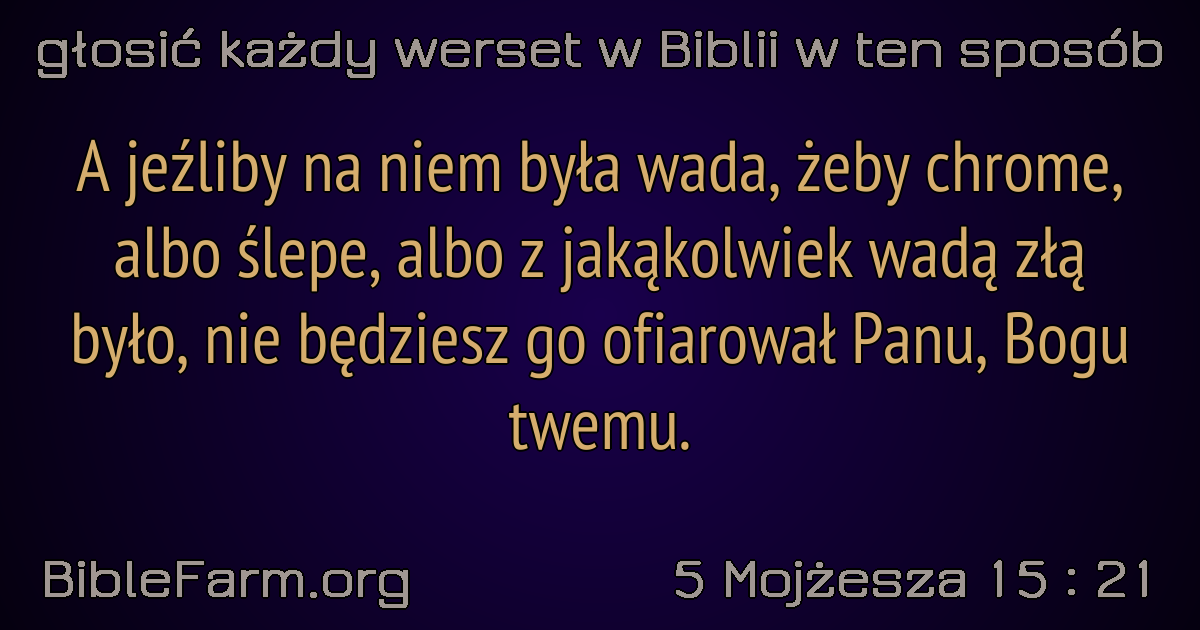 głosić każdy werset w Biblii w ten sposób
A jeźliby na niem była wada, żeby chrome,
albo ślepe, albo z jakąkolwiek wadą złą
było, nie będziesz go ofiarował Panu, Bogu
twemu.
BibleFarm.org
5 Mojżesza 15 : 21